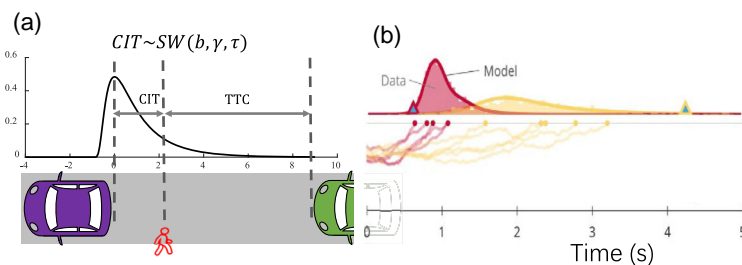 (a)
CIT~SW(b,γ,τ)
0.6
0.4
0.2
0
CIT
TTC
-4 -2 0 2 4 6 8 10
(b)
Model
Data
0 1 2 3 4 5
Time (s)